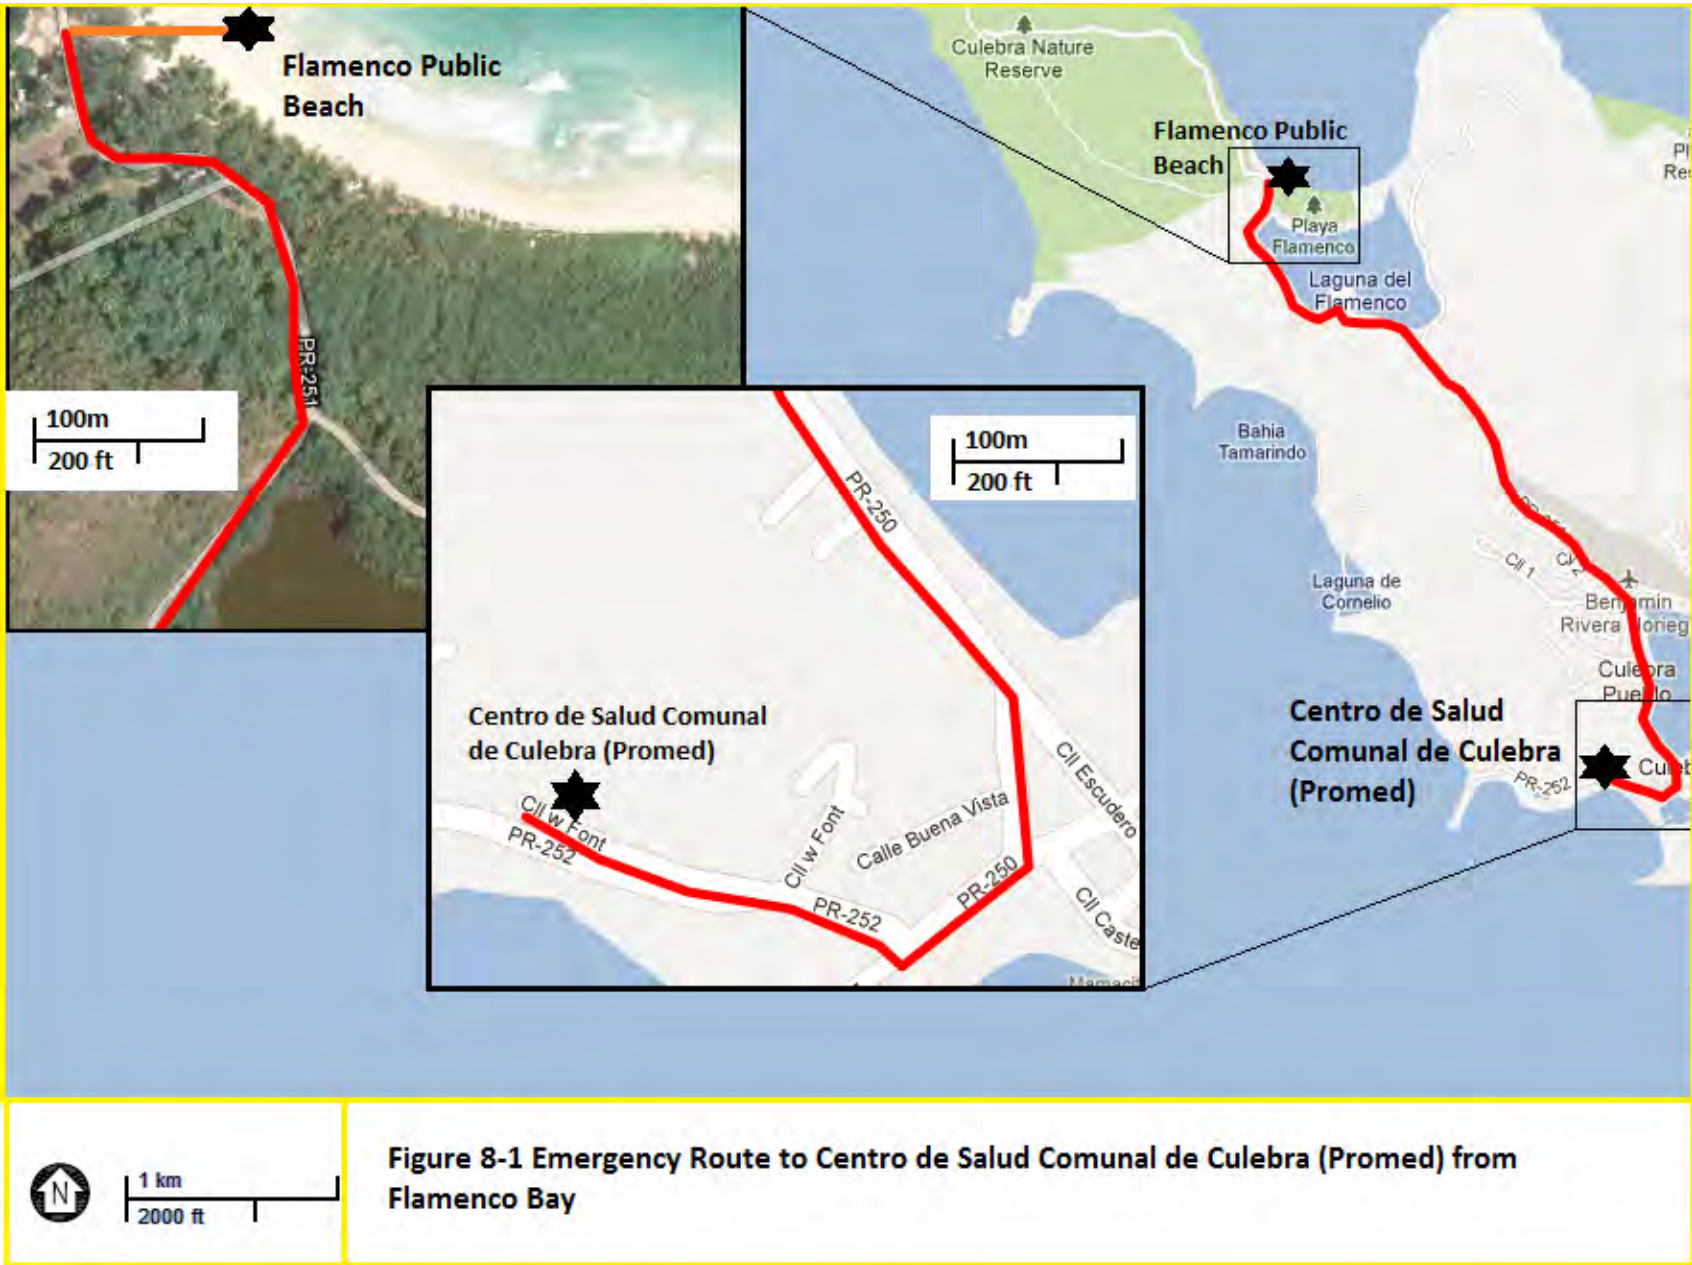 Flamenco Public
Beach
PR-251
100m
200 ft
Culebra Nature
Reserve
Flamenco Public
Beach
Playa
Flamenco
Laguna del
Flamenco
Bahia
Tamarindo
Cll 1
Laguna de
Cornelio
Culebra
Pueblo
Centro de Salud
Comunal de Culebra
(Promed)
PR-252
100m
200 ft
PR-250
Centro de Salud Comunal
de Culebra (Promed)
Cll w Font
PR-252
Cll w Font
Calle Buena Vista
Cll Escudero
PR-250
PR-252
N
1 km
2000 ft
Figure 8-1 Emergency Route to Centro de Salud Comunal de Culebra (Promed) from
Flamenco Bay